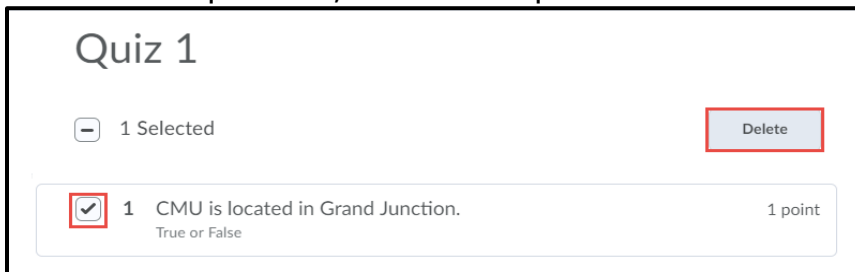 Quiz 1
1 Selected
Delete
1 CMU is located in Grand Junction. 1 point
True or False